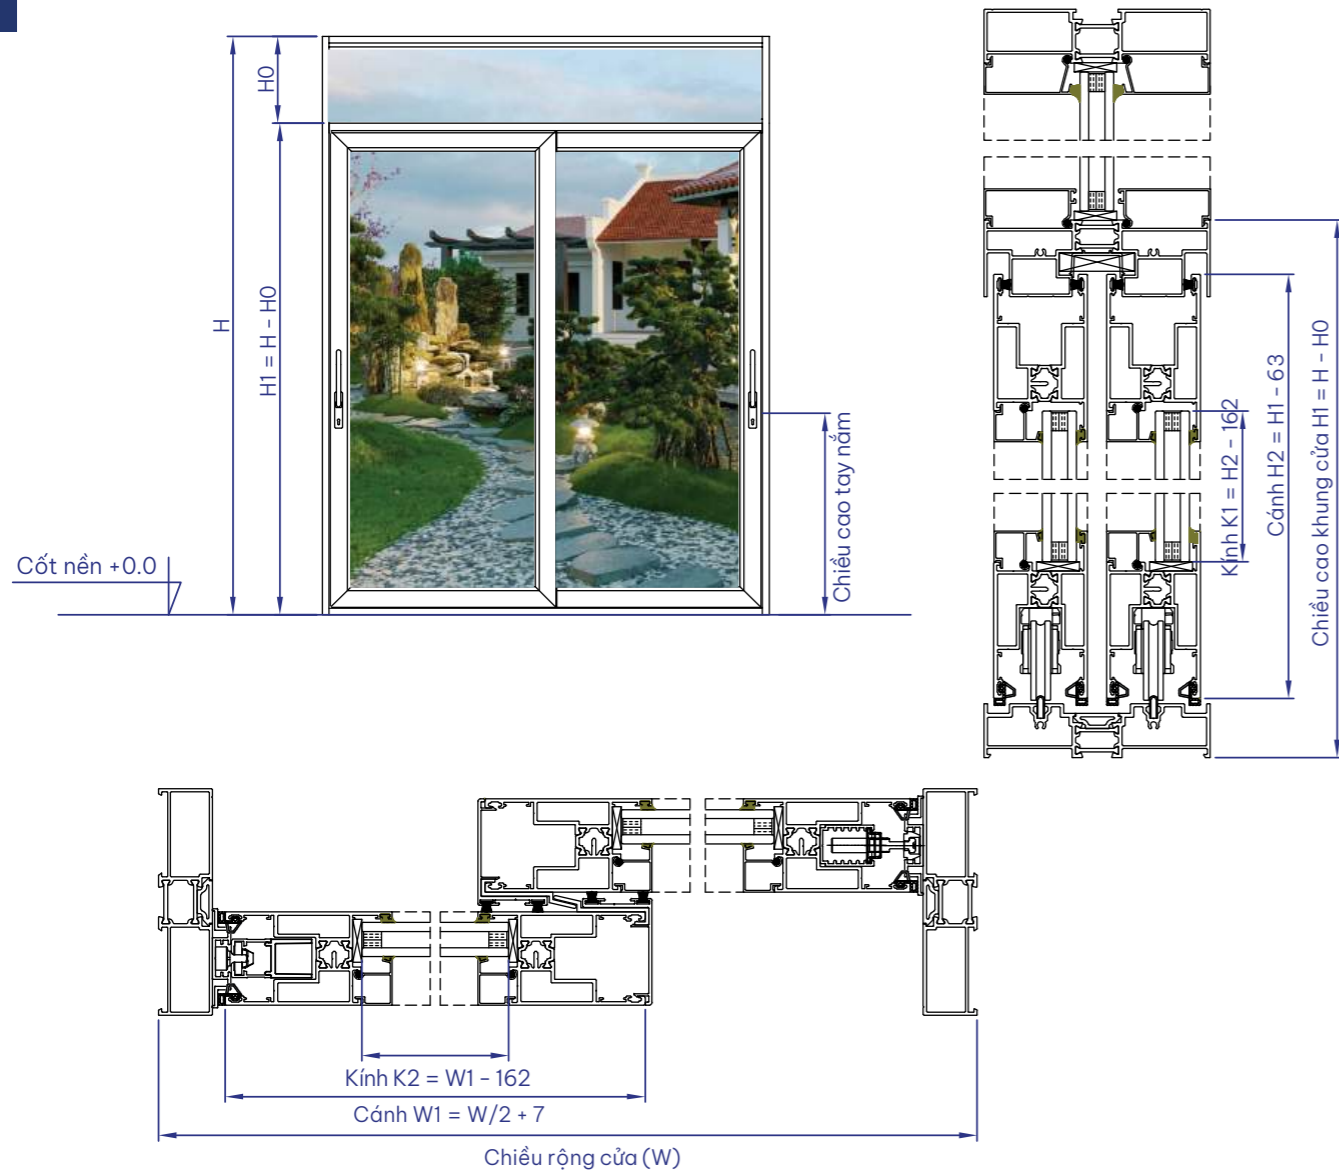 H0
H
H1 = H - H0
Chiều cao tay nắm
Cốt nền +0.0
Kính K1 = H2 - 162
Cánh H2 = H1 - 63
Chiều cao khung cửa H1 = H - H0
Kính K2 = W1 - 162
Cánh W1 = W/2 + 7
Chiều rộng cửa (W)